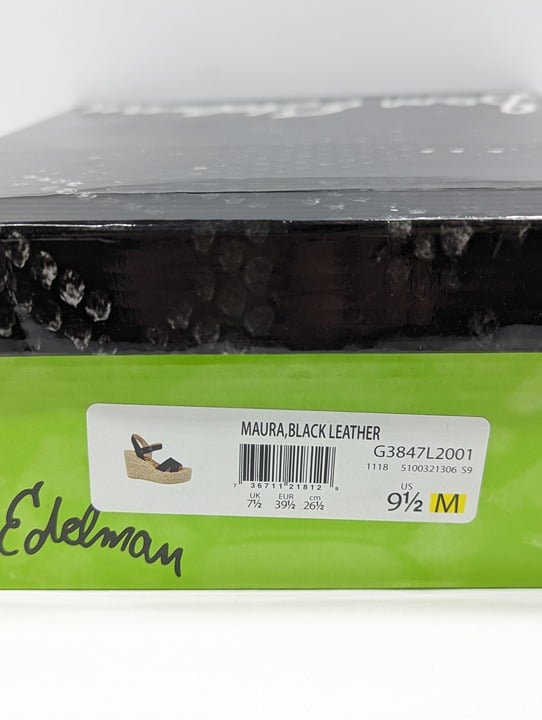 MAURA,BLACK LEATHER
G3847L2001
1118 5100321306 S9
7 36711 21812 9
UK EUR cm
7½ 39½ 26½
US
9½ M
Edelman